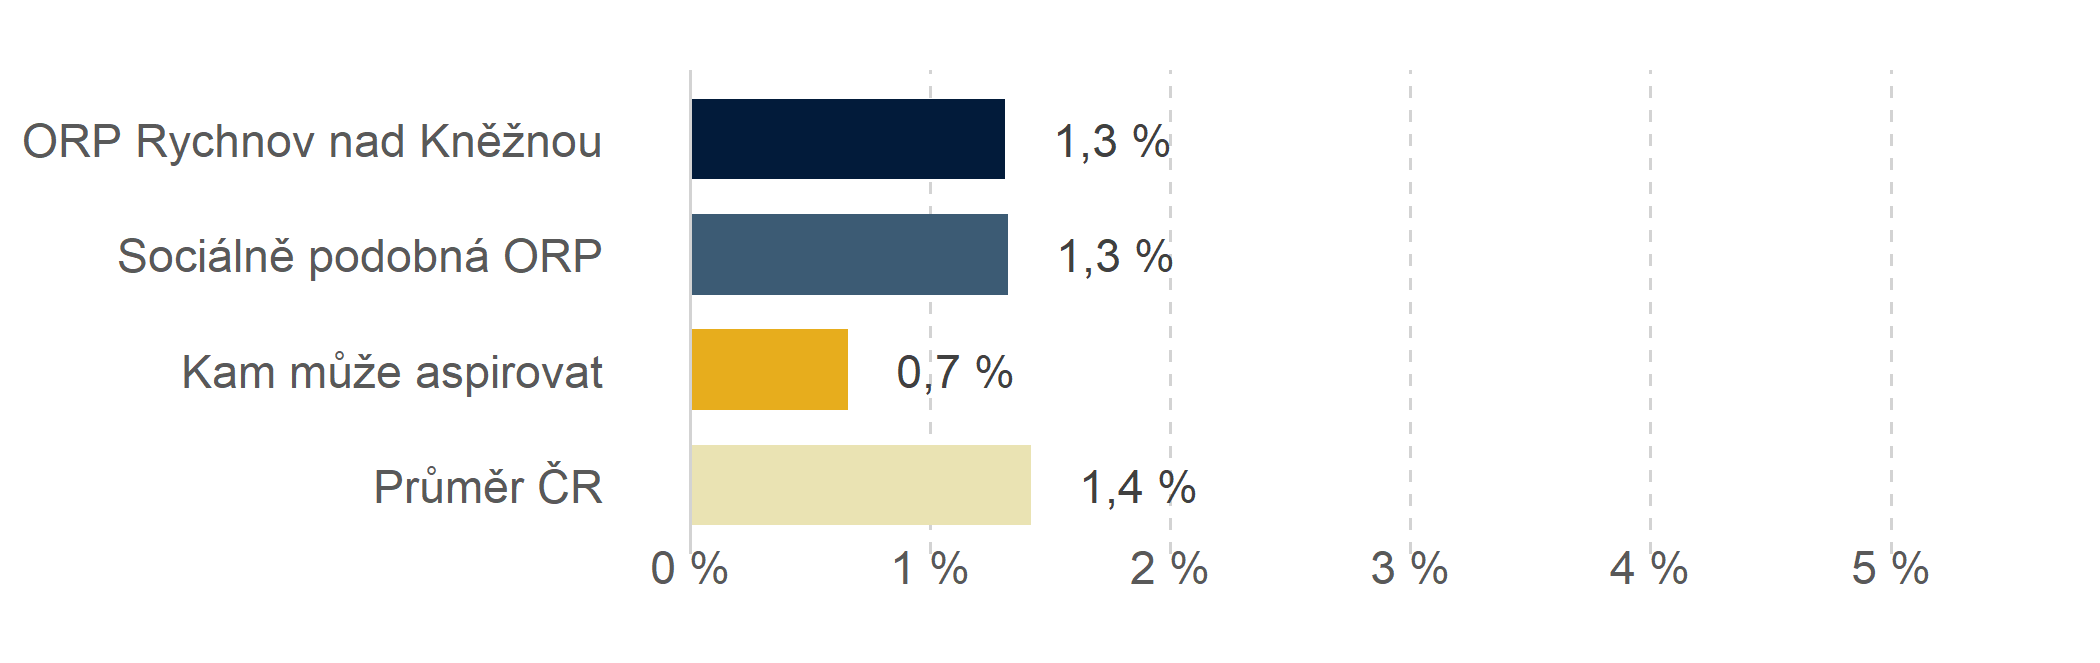 ORP Rychnov nad Kněžnou 1,3 %
Sociálně podobná ORP 1,3 %
Kam může aspirovat 0,7 %
Průměr ČR 1,4 %
0 % 1 % 2 % 3 % 4 % 5 %